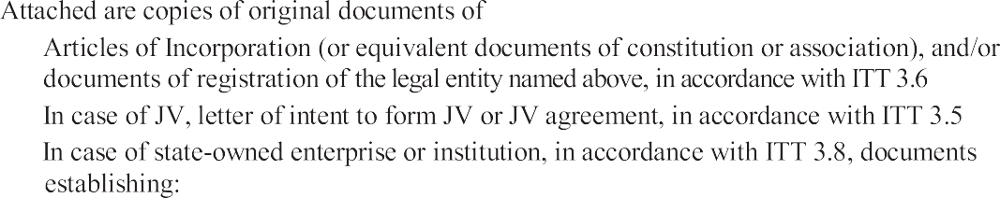 Attached are copies of original documents of
Articles of Incorporation (or equivalent documents of constitution or association), and/or
documents of registration of the legal entity named above, in accordance with ITT 3.6
In case of JV, letter of intent to form JV or JV agreement, in accordance with ITT 3.5
In case of state-owned enterprise or institution, in accordance with ITT 3.8, documents
establishing: